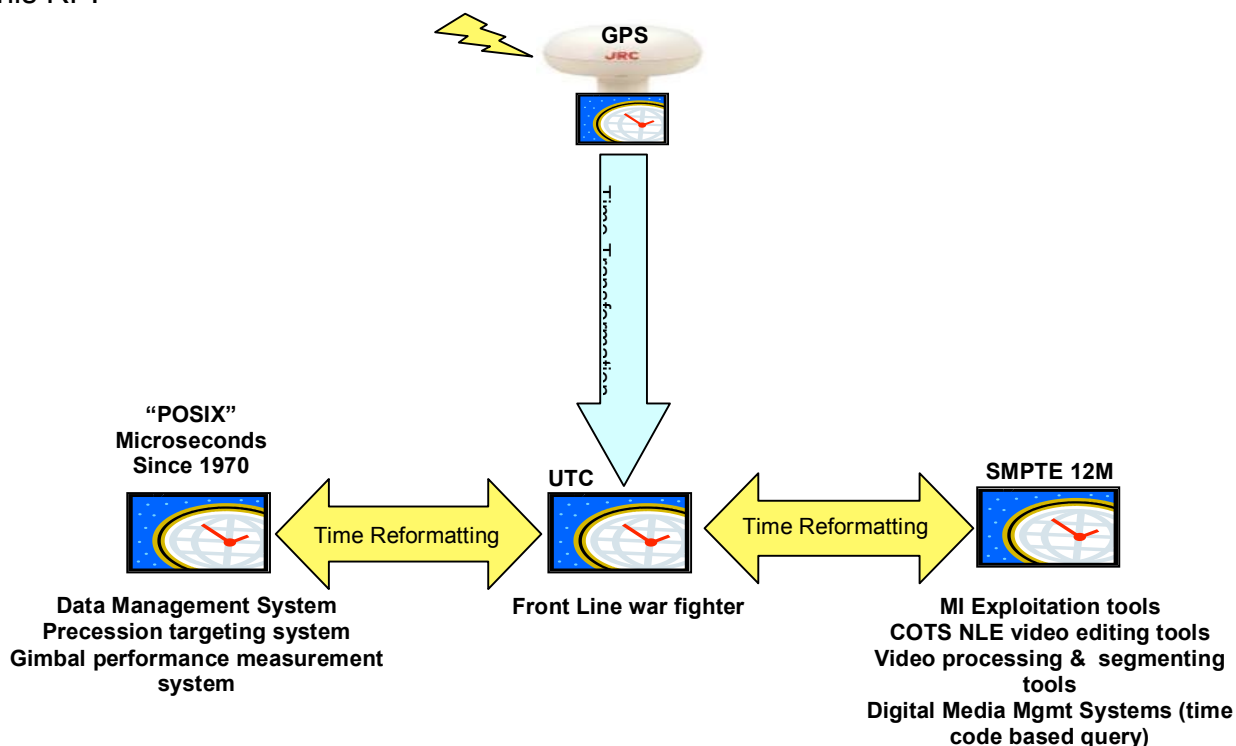 GPS
JRC
Time Transformation
“POSIX”
Microseconds
Since 1970
UTC
SMPTE 12M
Time Reformatting
Time Reformatting
Data Management System
Precession targeting system
Gimbal performance measurement
system
Front Line war fighter
MI Exploitation tools
COTS NLE video editing tools
Video processing & segmenting
tools
Digital Media Mgmt Systems (time
code based query)